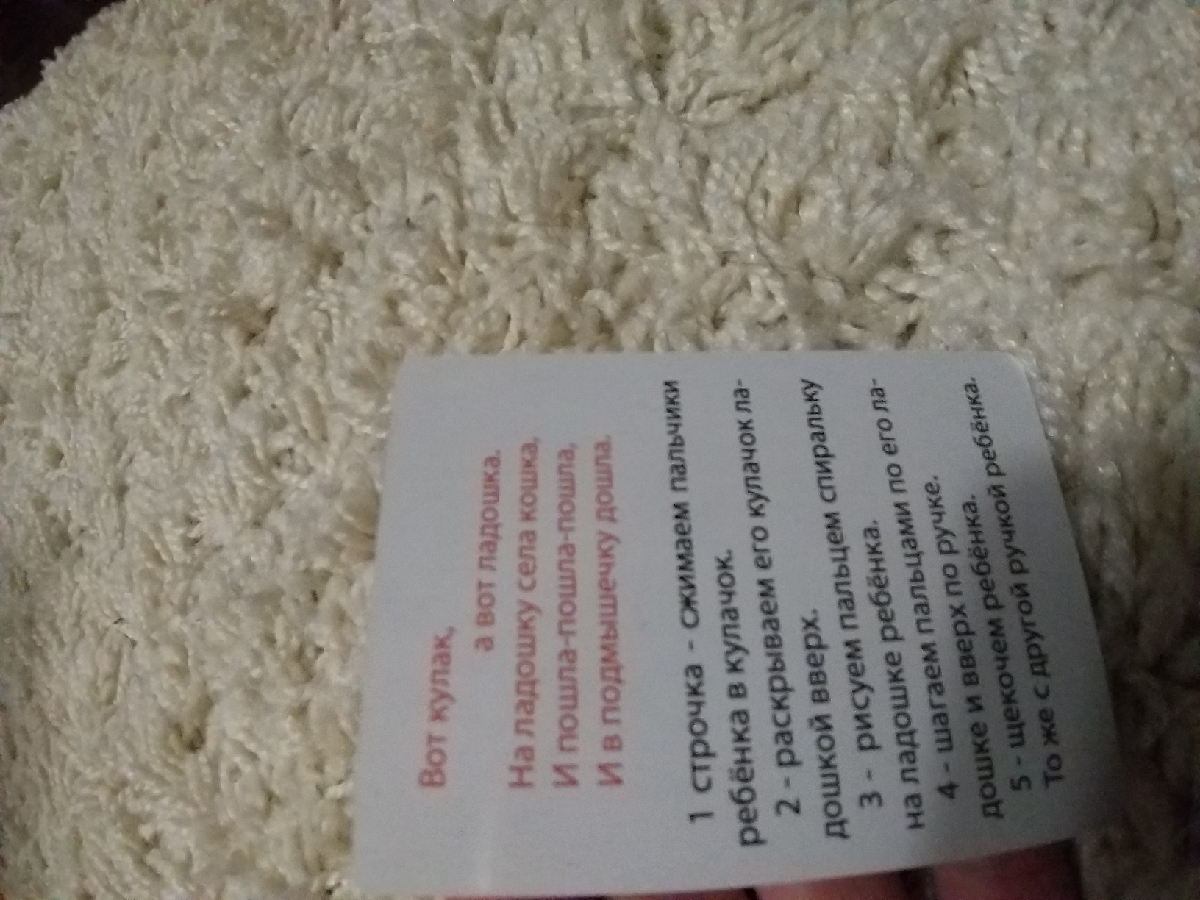 Вот кулак,
а вот ладошка.
На ладошку села кошка,
И пошла-пошла-пошла,
И в подмышечку дошла.
1 строчка - сжимаем пальчики
ребёнка в кулачок.
2 - раскрываем его кулачок ла-
дошкой вверх.
3 - рисуем пальцем спиральку
на ладошке ребёнка.
4 - шагаем пальцами по его ла-
дошке и вверх по ручке.
5 - щекочем ребёнка.
То же с другой ручкой ребёнка.